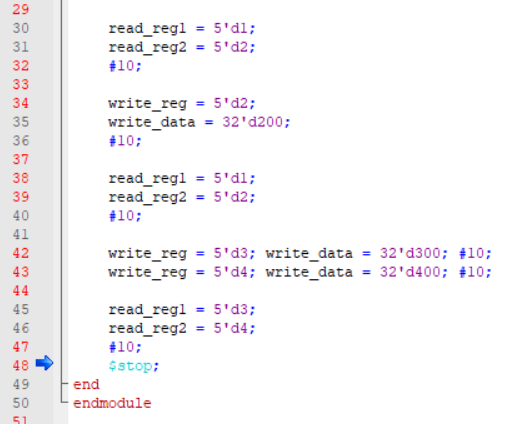 29
30 read_reg1 = 5'd1;
31 read_reg2 = 5'd2;
32 #10;
33
34 write_reg = 5'd2;
35 write_data = 32'd200;
36 #10;
37
38 read_reg1 = 5'd1;
39 read_reg2 = 5'd2;
40 #10;
41
42 write_reg = 5'd3; write_data = 32'd300; #10;
43 write_reg = 5'd4; write_data = 32'd400; #10;
44
45 read_reg1 = 5'd3;
46 read_reg2 = 5'd4;
47 #10;
48 $stop;
49 end
50 endmodule
51